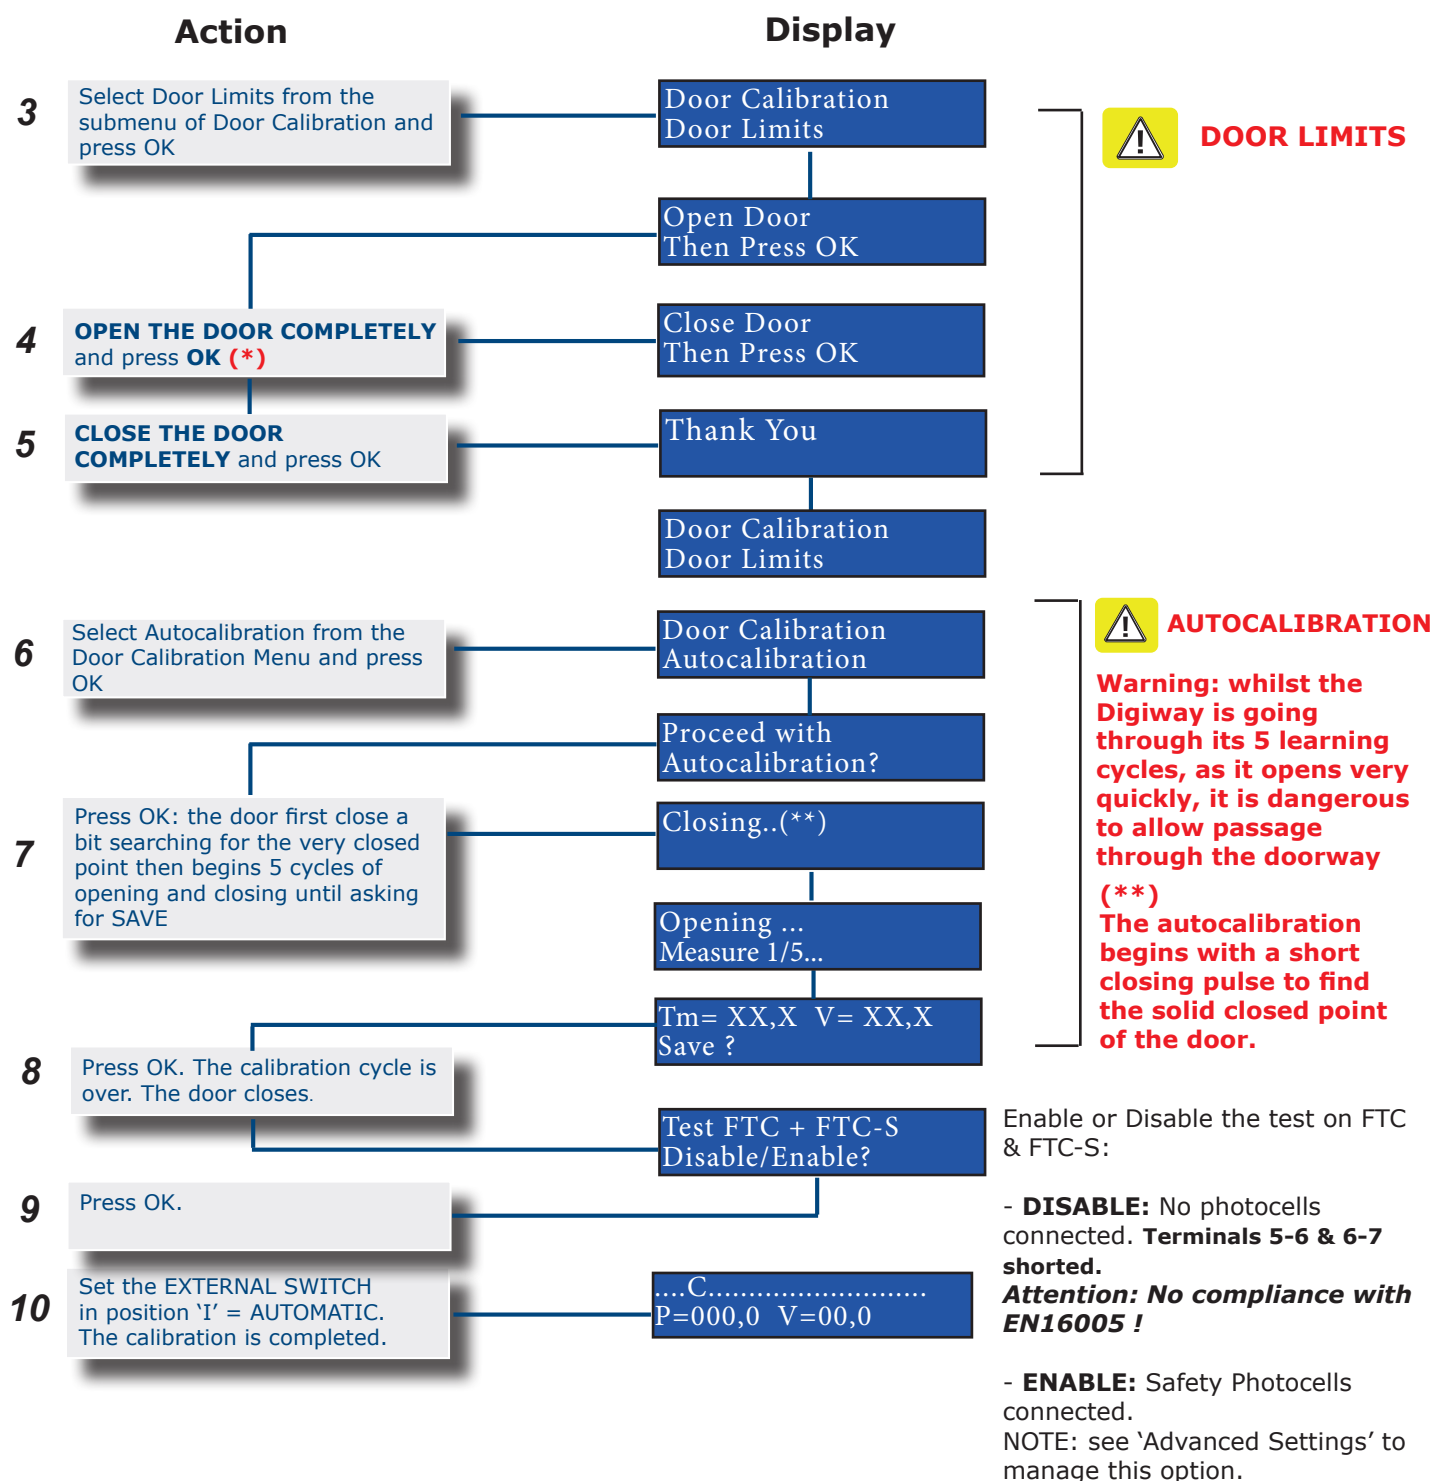 Action
Display
3
Select Door Limits from the
submenu of Door Calibration and
press OK
Door Calibration
Door Limits
DOOR LIMITS
Open Door
Then Press OK
4
OPEN THE DOOR COMPLETELY
and press OK (*)
Close Door
Then Press OK
5
CLOSE THE DOOR
COMPLETELY and press OK
Thank You
Door Calibration
Door Limits
6
Select Autocalibration from the
Door Calibration Menu and press
OK
Door Calibration
Autocalibration
AUTOCALIBRATION
Warning: whilst the
Digiway is going
through its 5 learning
cycles, as it opens very
quickly, it is dangerous
to allow passage
through the doorway
(**)
The autocalibration
begins with a short
closing pulse to find
the solid closed point
of the door.
Proceed with
Autocalibration?
7
Press OK: the door first close a
bit searching for the very closed
point then begins 5 cycles of
opening and closing until asking
for SAVE
Closing..(**)
Opening ...
Measure 1/5...
Tm= XX,X V= XX,X
Save ?
8
Press OK. The calibration cycle is
over. The door closes.
Test FTC + FTC-S
Disable/Enable?
Enable or Disable the test on FTC
& FTC-S:
- DISABLE: No photocells
connected. Terminals 5-6 & 6-7
shorted.
Attention: No compliance with
EN16005 !
- ENABLE: Safety Photocells
connected.
NOTE: see ‘Advanced Settings’ to
manage this option.
9
Press OK.
10
Set the EXTERNAL SWITCH
in position ‘I’ = AUTOMATIC.
The calibration is completed.
....C...........................
P=000,0 V=00,0